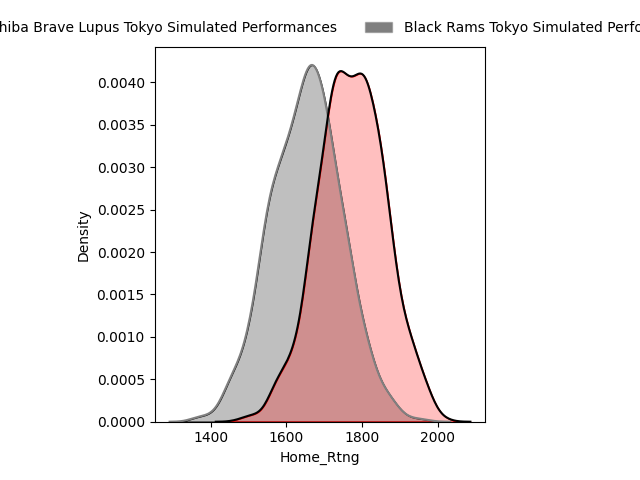 hiba Brave Lupus Tokyo Simulated Performances Black Rams Tokyo Simulated Perfo
0.0040
0.0035
0.0030
0.0025
0.0020
0.0015
0.0010
0.0005
0.0000
Density
1400 1600 1800 2000
Home_Rtng